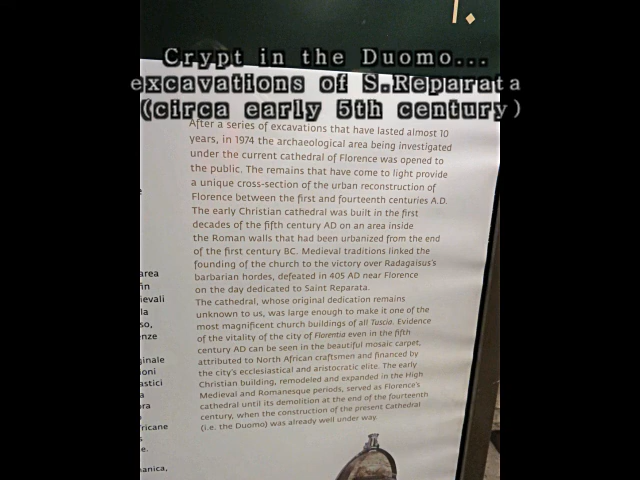 1.
Crypt in the Duomo...
excavations of S.Reparata
(circa early 5th century)
After a series of excavations that have lasted almost 10
years, in 1974 the archaeological area being investigated
under the current cathedral of Florence was opened to
the public. The remains that have come to light provide
a unique cross-section of the urban reconstruction of
Florence between the first and fourteenth centuries A.D.
The early Christian cathedral was built in the first
decades of the fifth century AD on an area inside
the Roman walls that had been urbanized from the end
of the first century BC. Medieval traditions linked the
founding of the church to the victory over Radagaisus's
barbarian hordes, defeated in 405 AD near Florence
on the day dedicated to Saint Reparata.
The cathedral, whose original dedication remains
unknown to us, was large enough to make it one of the
most magnificent church buildings of all Tuscia. Evidence
of the vitality of the city of Florentia even in the fifth
century AD can be seen in the beautiful mosaic carpet,
attributed to North African craftsmen and financed by
the city's ecclesiastical and aristocratic elite. The early
Christian building, remodeled and expanded in the High
Medieval and Romanesque periods, served as Florence's
cathedral until its demolition at the end of the fourteenth
century, when the construction of the present Cathedral
(i.e. the Duomo) was already well under way.
area
fin
ievali
la
so,
enze
ginale
ioni
astici
a
ora
fricane
s
e.
manica,